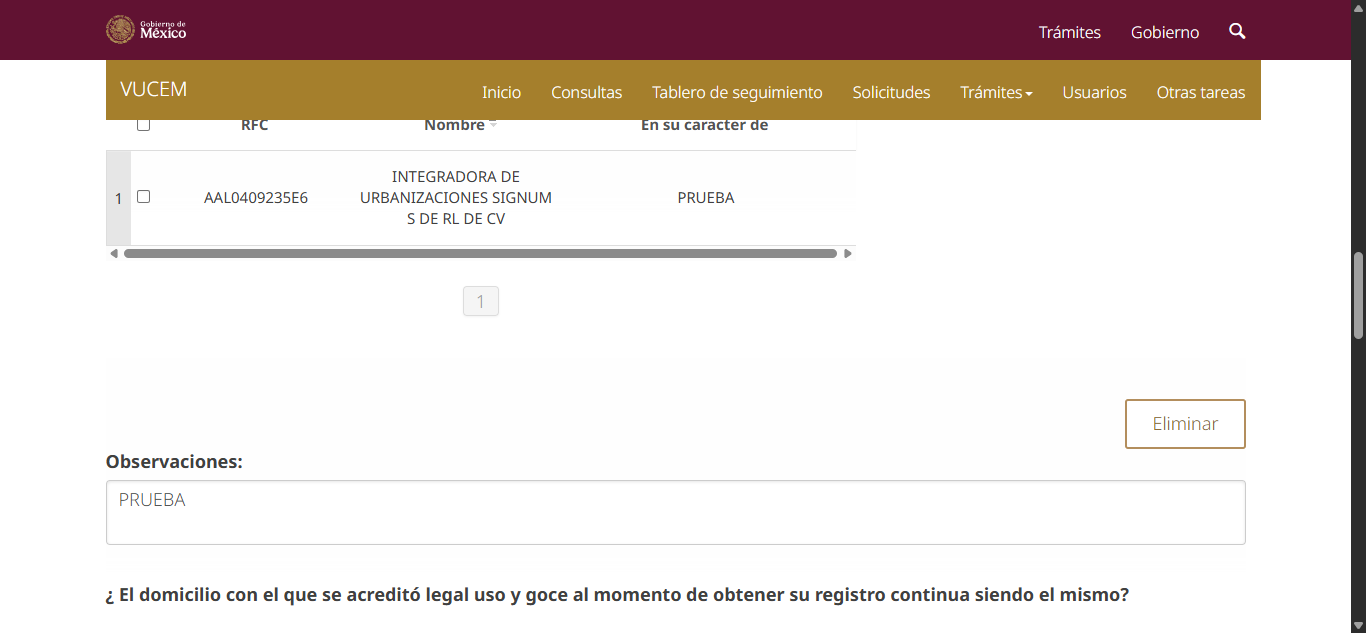 Gobierno de
México
Trámites
Gobierno
VUCEM
Inicio
Consultas
Tablero de seguimiento
Solicitudes
Trámites
Usuarios
Otras tareas
RFC
Nombre
En su caracter de
1
AAL0409235E6
INTEGRADORA DE
URBANIZACIONES SIGNUM
S DE RL DE CV
PRUEBA
1
Eliminar
Observaciones:
PRUEBA
¿ El domicilio con el que se acreditó legal uso y goce al momento de obtener su registro continua siendo el mismo?